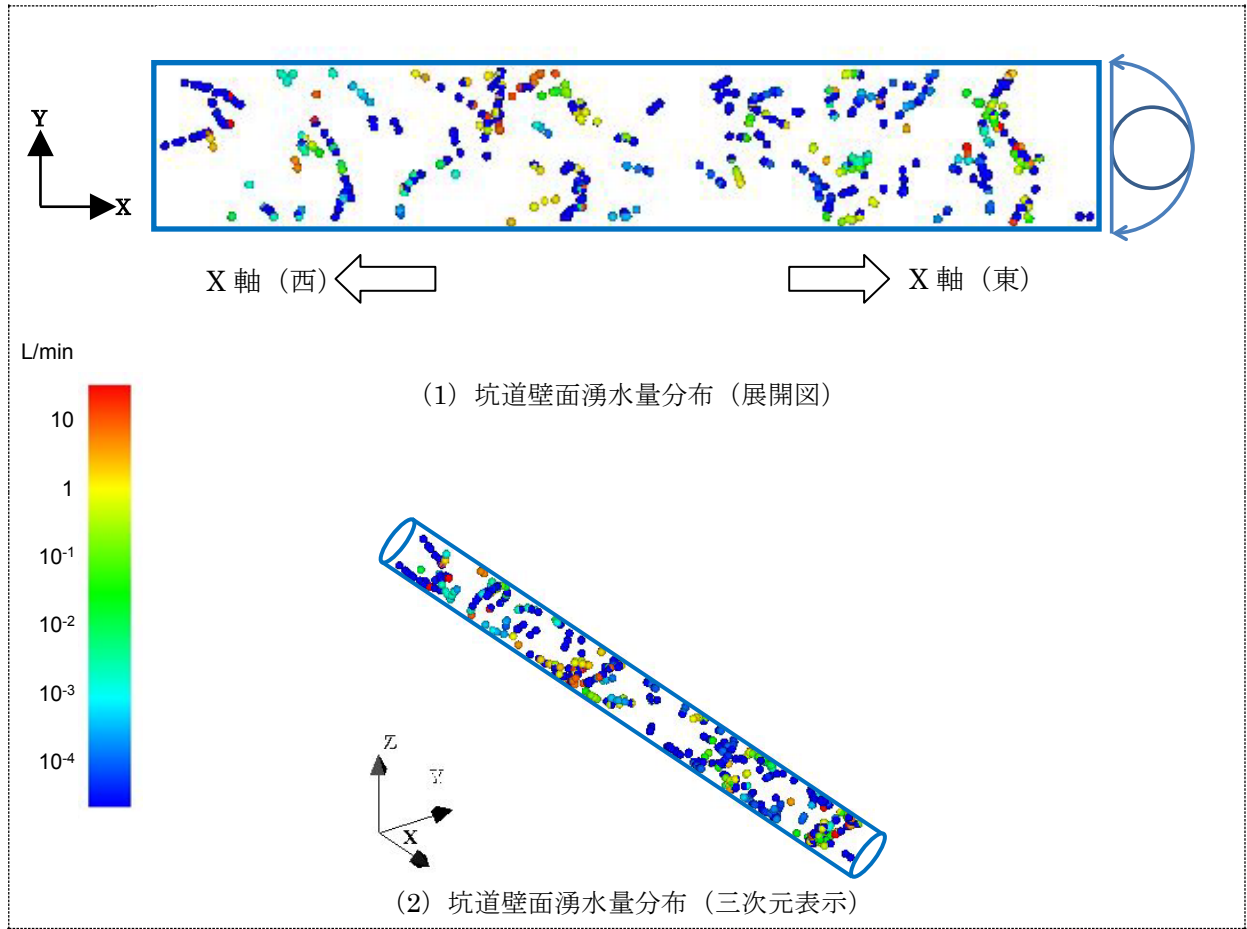 Y
X
X 軸（西）
X 軸（東）
L/min
（1）坑道壁面湧水量分布（展開図）
10
1
10-1
10-2
10-3
10-4
Z
Y
X
（2）坑道壁面湧水量分布（三次元表示）